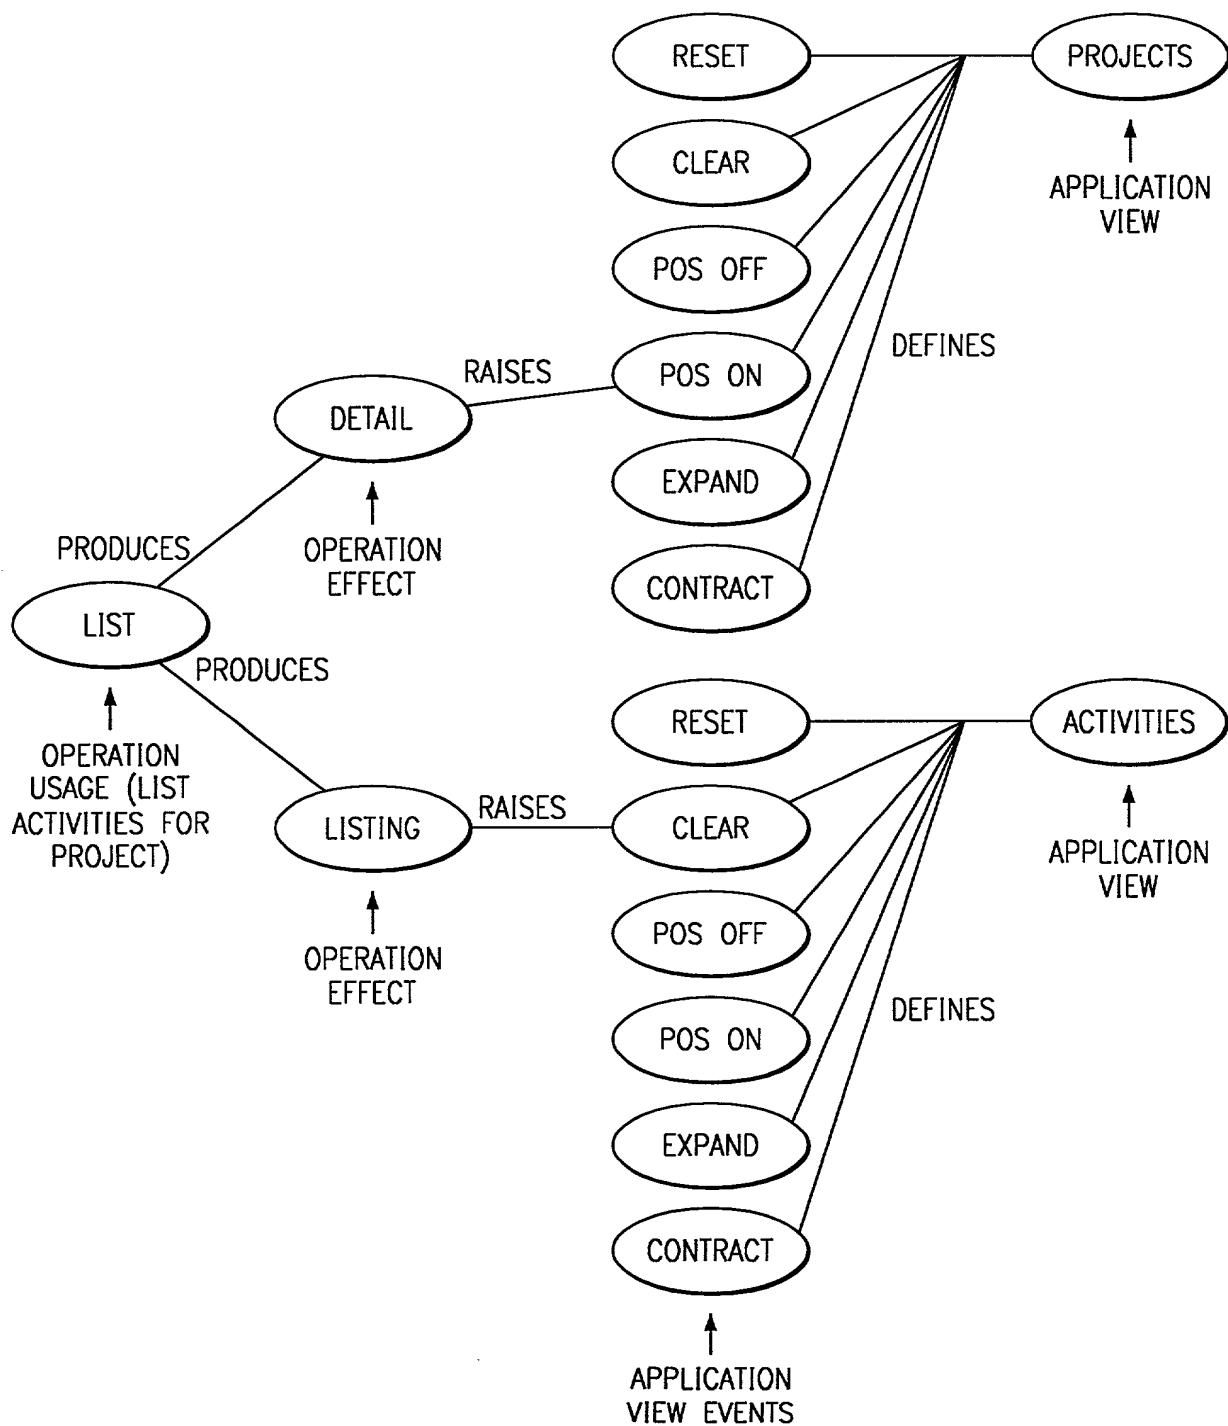 RESET
PROJECTS
CLEAR
APPLICATION
VIEW
POS OFF
DEFINES
RAISES
POS ON
DETAIL
EXPAND
OPERATION
EFFECT
PRODUCES
CONTRACT
LIST
PRODUCES
RESET
ACTIVITIES
OPERATION
USAGE (LIST
ACTIVITIES FOR
PROJECT)
LISTING
RAISES
CLEAR
APPLICATION
VIEW
POS OFF
OPERATION
EFFECT
DEFINES
POS ON
EXPAND
CONTRACT
APPLICATION
VIEW EVENTS